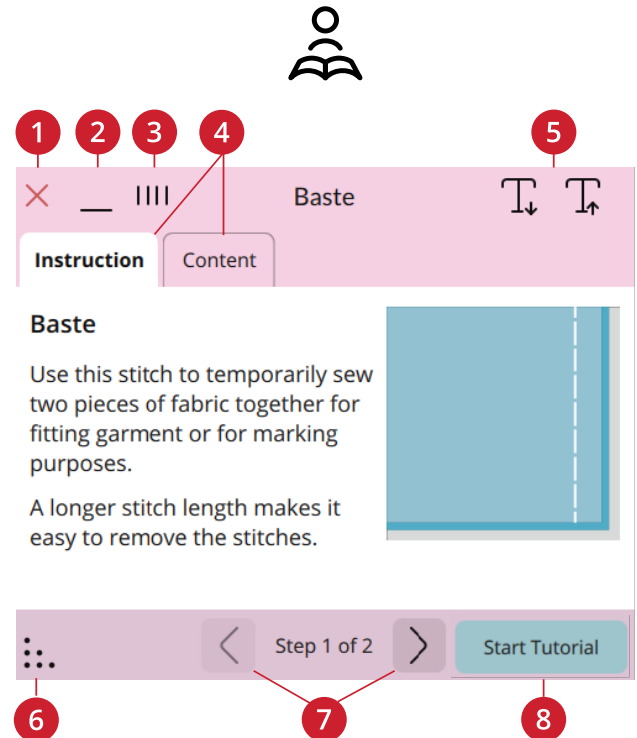 1 2 3 4 5
Baste
Instruction Content
Baste
Use this stitch to temporarily sew
two pieces of fabric together for
fitting garment or for marking
purposes.
A longer stitch length makes it
easy to remove the stitches.
Step 1 of 2 Start Tutorial
6 7 8